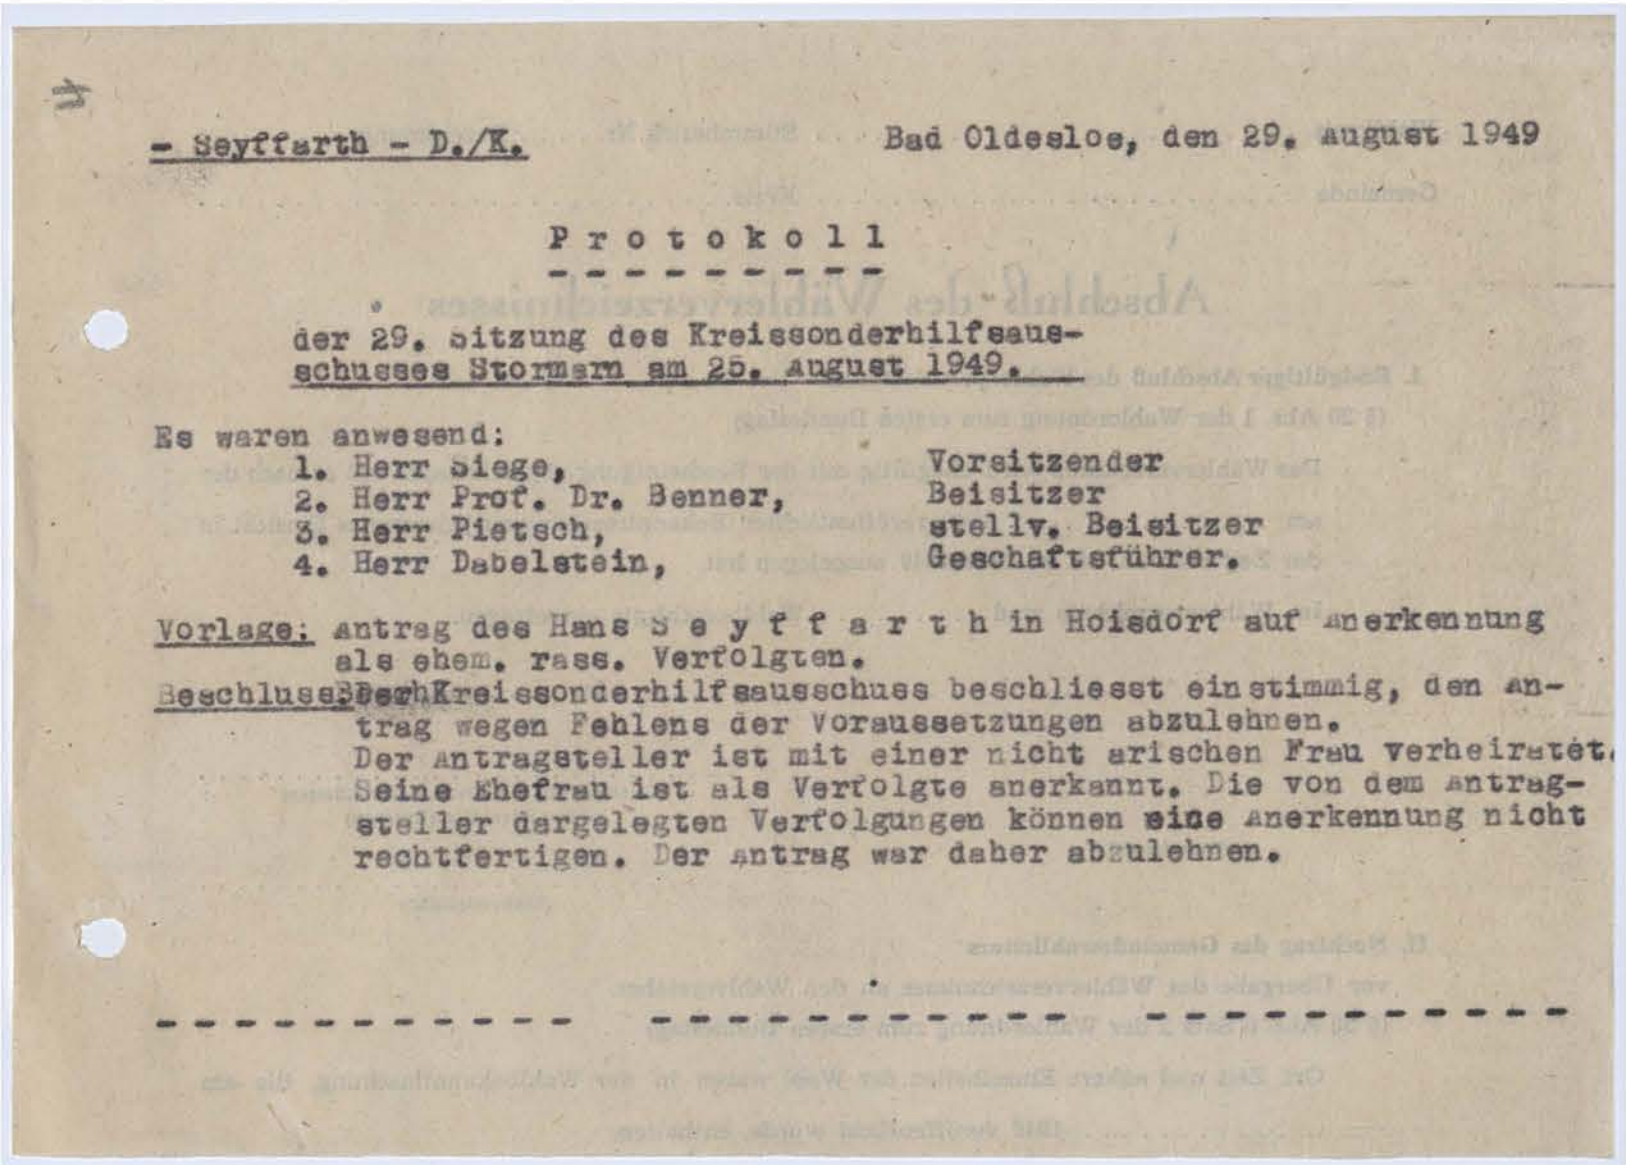 - Seyffarth - D./K.
Bad Oldesloe, den 29. August 1949
Protokoll
der 29. Sitzung des Kreissonderhilfsaus-
schusses Stormarn am 25. August 1949.
Es waren anwesend:
1. Herr Siege, Vorsitzender
2. Herr Prof. Dr. Benner, Beisitzer
3. Herr Pietsch, stellv. Beisitzer
4. Herr Dabelstein, Geschäftsführer.
Vorlage: Antrag des Hans S e y f f a r t h in Hoisdorf auf Anerkennung
als ehem. rass. Verfolgten.
Beschluss: Der Kreissonderhilfsausschuss beschliesst einstimmig, den An-
trag wegen Fehlens der Voraussetzungen abzulehnen.
Der Antragsteller ist mit einer nicht arischen Frau verheiratet.
Seine Ehefrau ist als Verfolgte anerkannt. Die von dem Antrag-
steller dargelegten Verfolgungen können eine Anerkennung nicht
rechtfertigen. Der Antrag war daher abzulehnen.